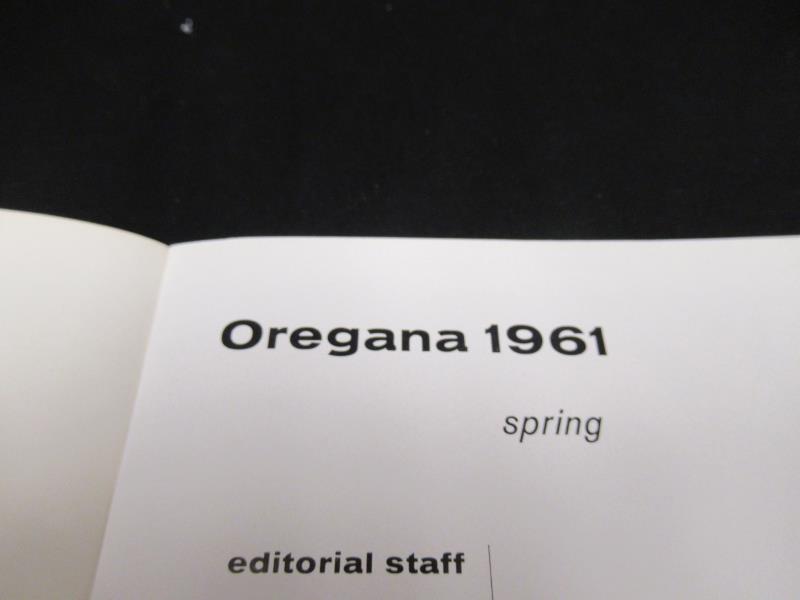 Oregana 1961
spring
editorial staff